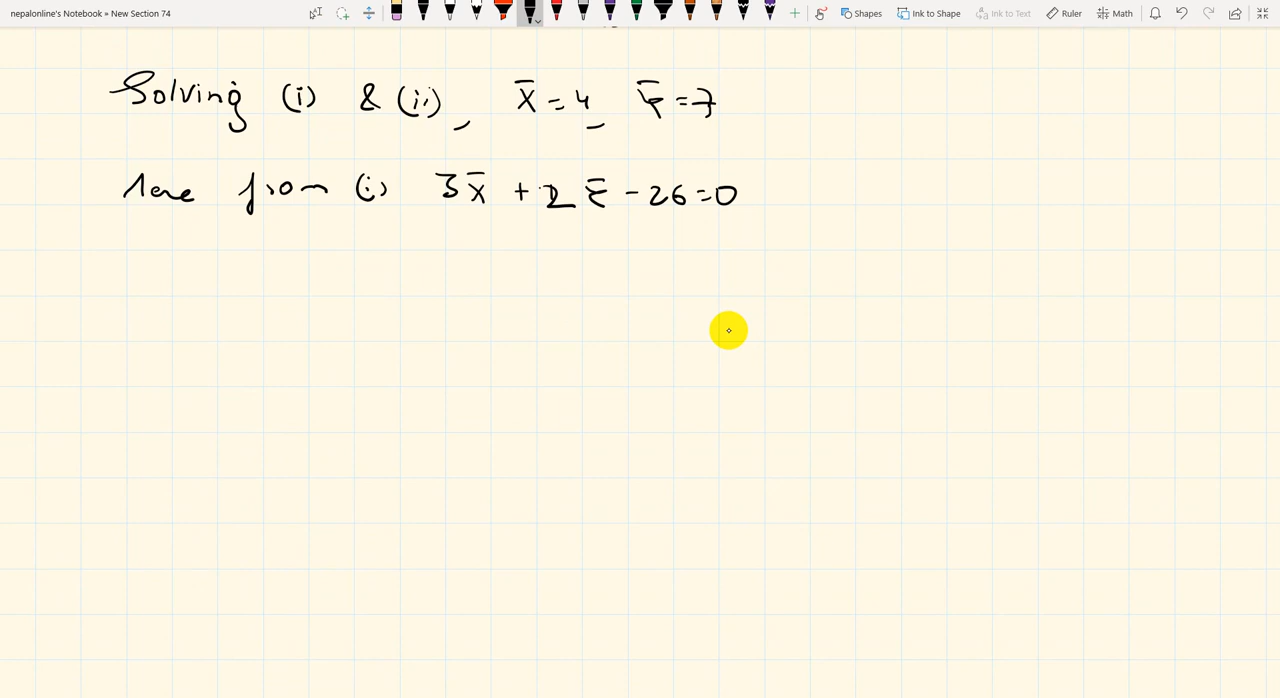 nepalonline's Notebook » New Section 74
Ink to Shape Ink to Text Ruler Math
Shapes
Solving (i) & (ii), X̄ = 4 Ȳ = 7
from (i) 3X̄ + 2Ȳ - 26 = 0